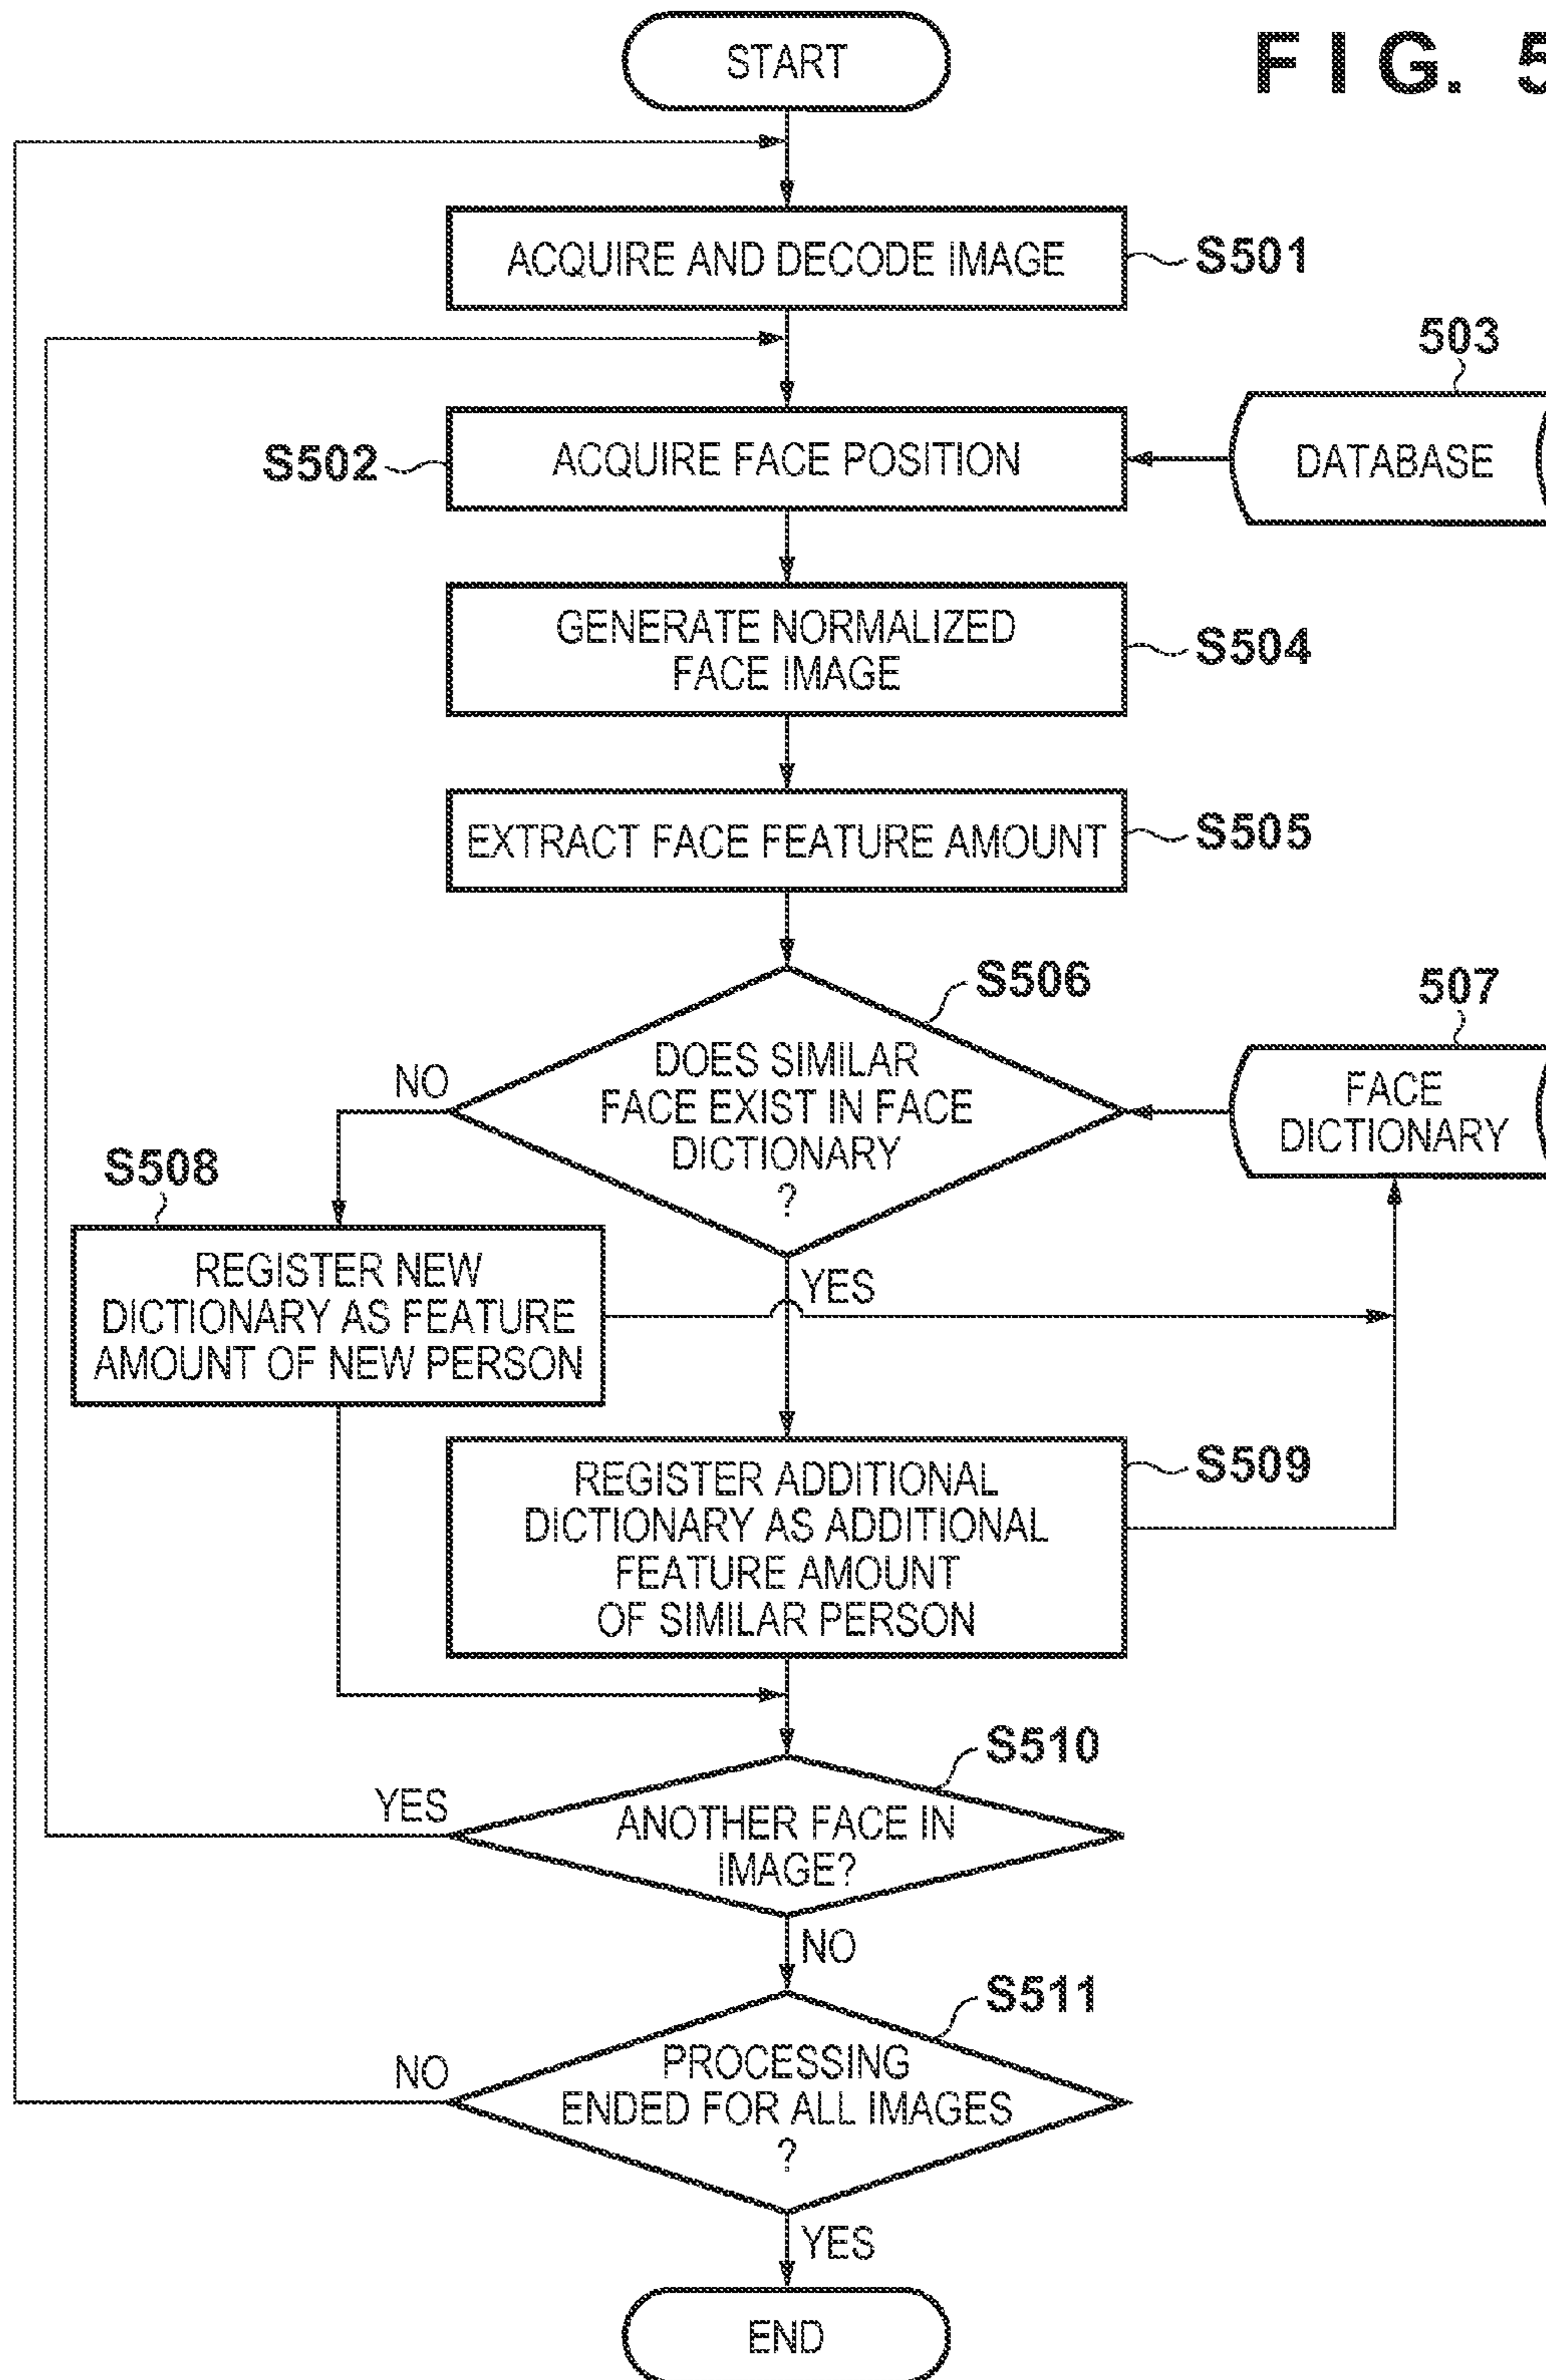 START
FIG. 5
ACQUIRE AND DECODE IMAGE
S501
503
S502
ACQUIRE FACE POSITION
DATABASE
GENERATE NORMALIZED
FACE IMAGE
S504
EXTRACT FACE FEATURE AMOUNT
S505
S506
507
NO
DOES SIMILAR
FACE EXIST IN FACE
DICTIONARY
?
FACE
DICTIONARY
S508
YES
REGISTER NEW
DICTIONARY AS FEATURE
AMOUNT OF NEW PERSON
S509
REGISTER ADDITIONAL
DICTIONARY AS ADDITIONAL
FEATURE AMOUNT
OF SIMILAR PERSON
S510
YES
ANOTHER FACE IN
IMAGE?
NO
S511
NO
PROCESSING
ENDED FOR ALL IMAGES
?
YES
END